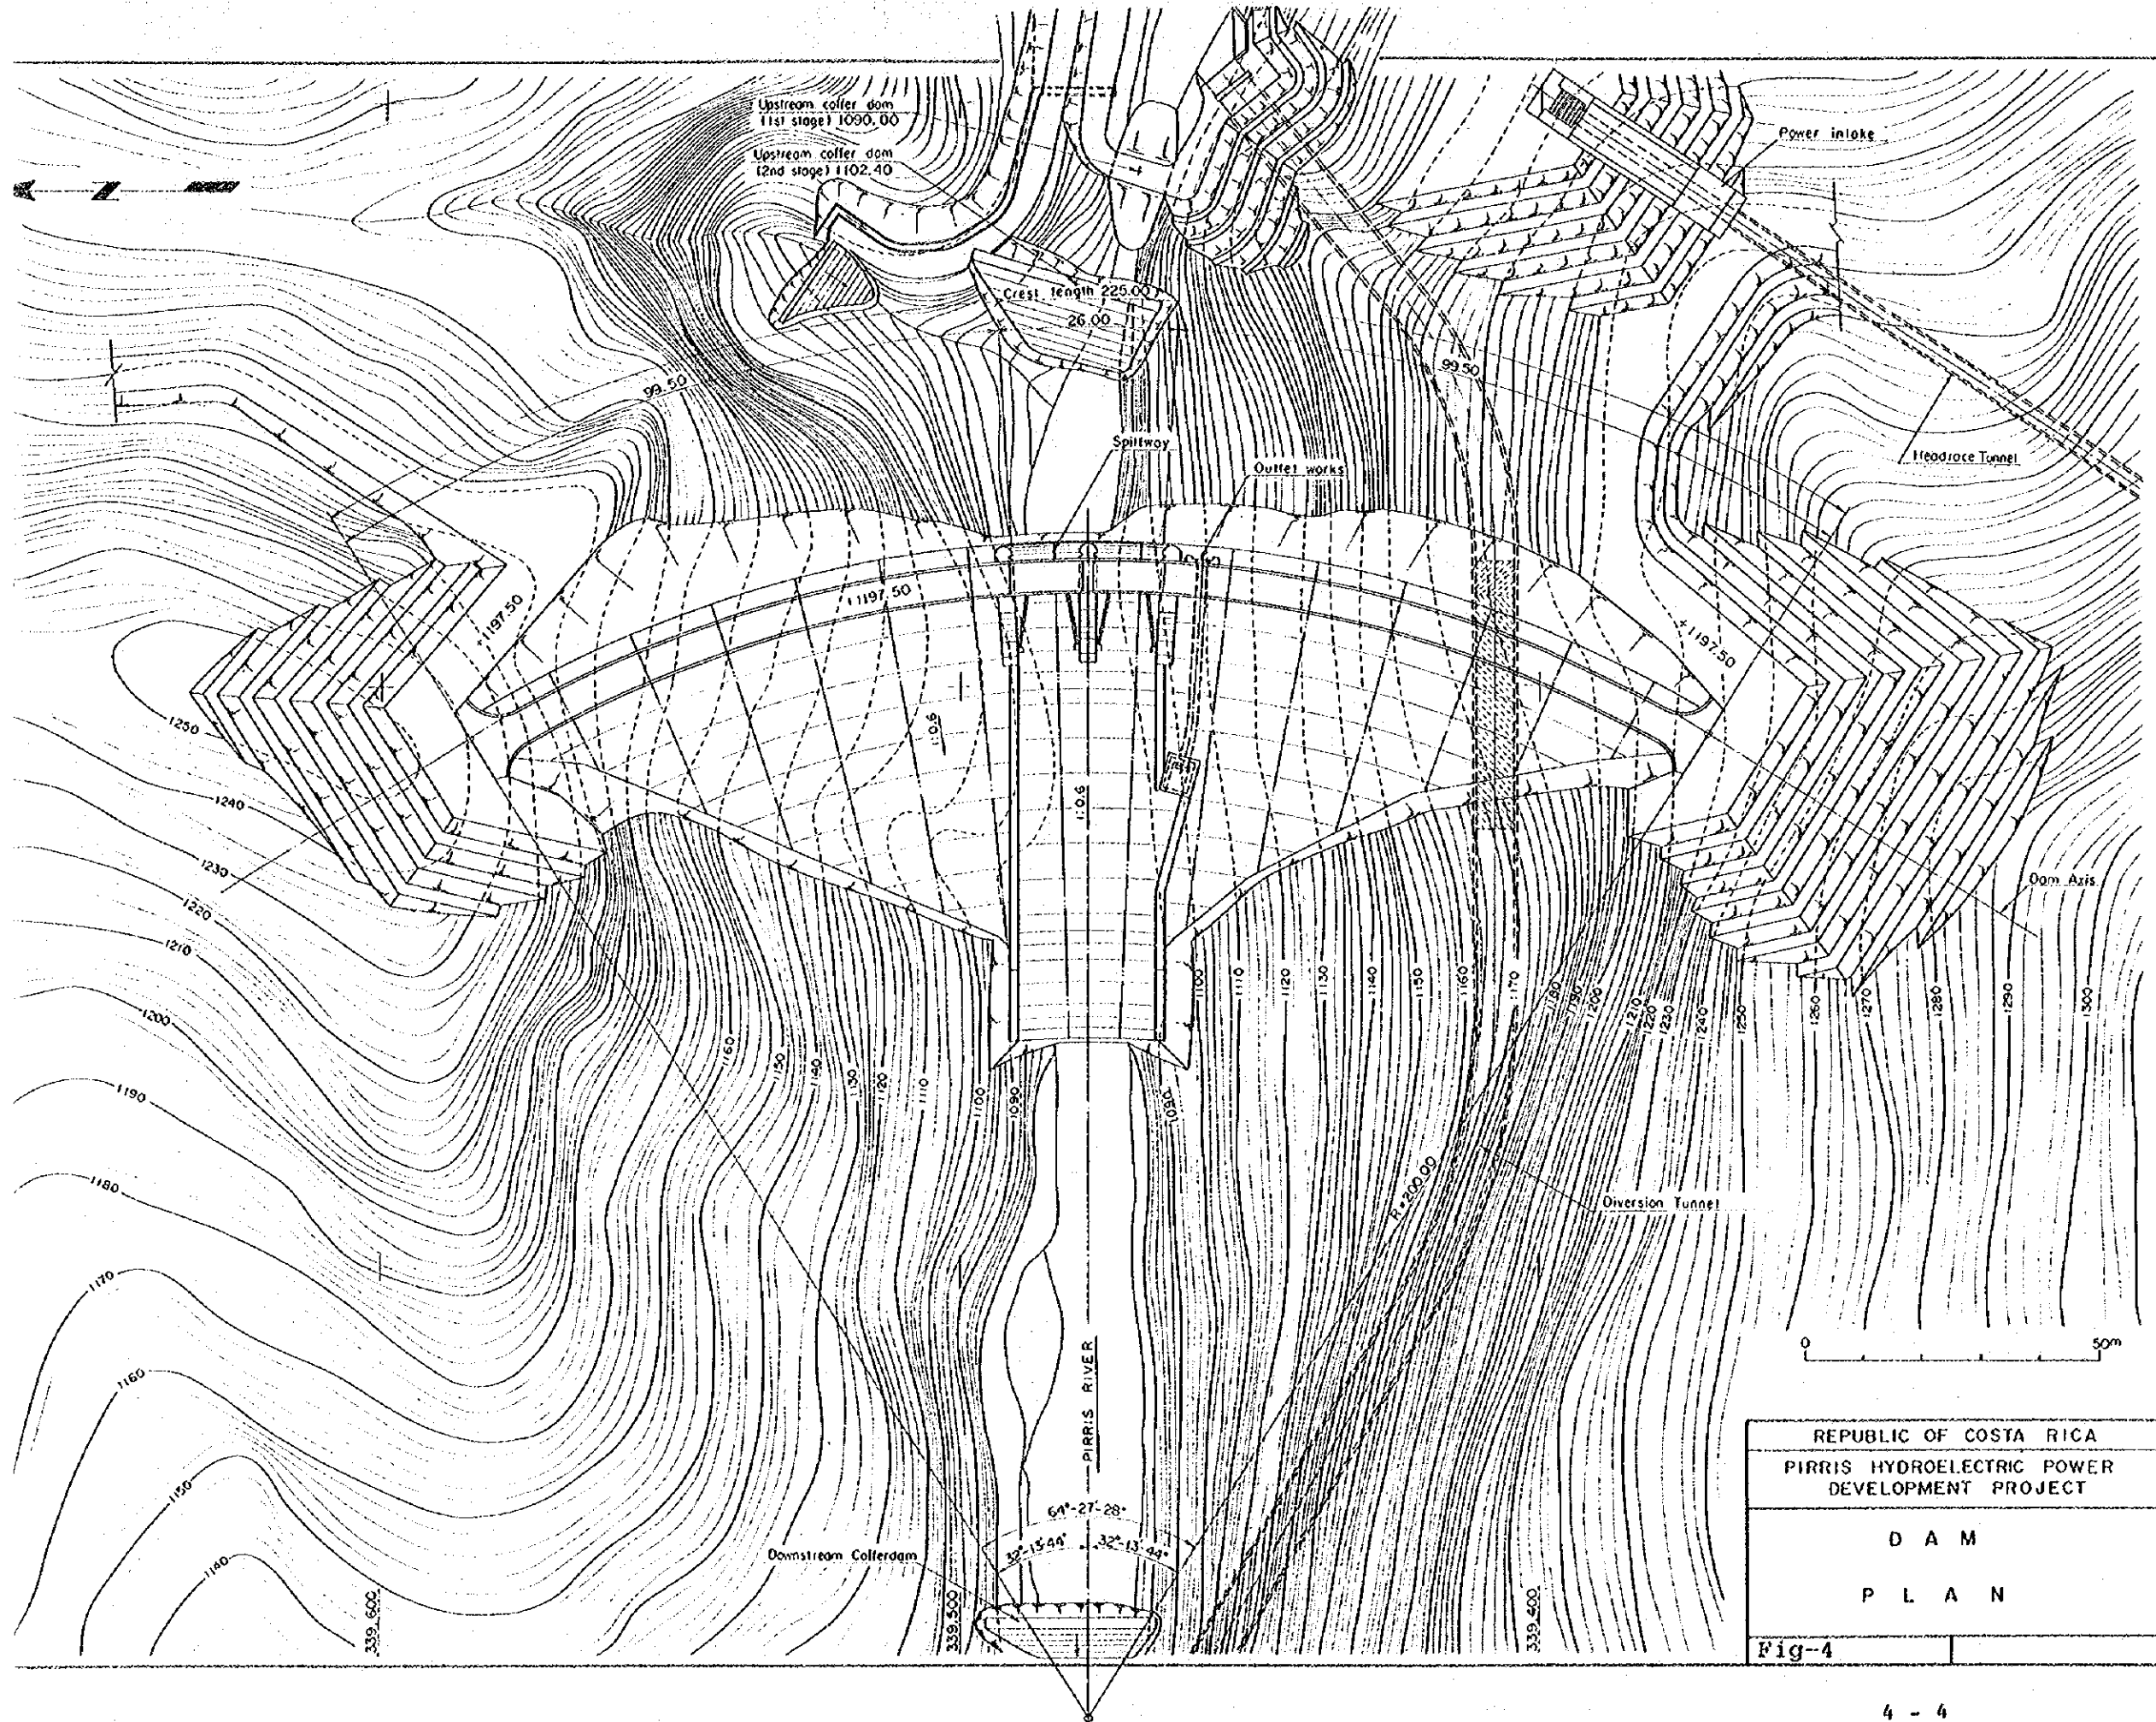 Upstream coffer dam
(1st stage) 1090.00
Upstream coffer dam
(2nd stage) 1102.40
Power intake
Crest length 225.00
26.00
99.50
99.50
Spillway
Outlet works
Headrace Tunnel
1197.50
1197.50
+1197.50
1:0.6
1:0.6
1250
1240
1230
1220
1210
1200
1190
1180
1170
1160
1150
1140
Dam Axis
1160
1150
1140
1130
1120
1110
1100
1090
1090
1100
1110
1120
1130
1140
1150
1160
1170
1180
1190
1200
1210
1220
1230
1240
1250
1260
1270
1280
1290
1300
R=200.00
Diversion Tunnel
PIRRIS RIVER
64°-27'-28"
32°-13'-44"
32°-13'-44"
Downstream Cofferdam
339.600
339.500
339.400
0 50m
REPUBLIC OF COSTA RICA
PIRRIS HYDROELECTRIC POWER
DEVELOPMENT PROJECT
DAM
PLAN
Fig-4
4 - 4